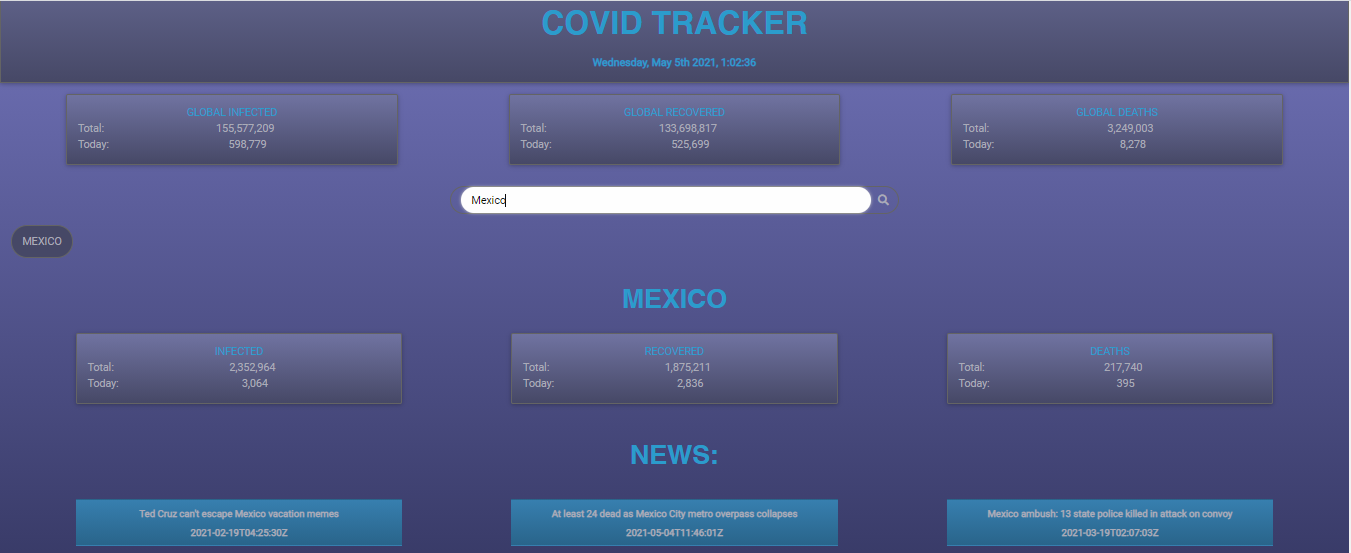 COVID TRACKER
Wednesday, May 5th 2021, 1:02:36
GLOBAL INFECTED
Total: 155,577,209
Today: 598,779
GLOBAL RECOVERED
Total: 133,698,817
Today: 525,699
GLOBAL DEATHS
Total: 3,249,003
Today: 8,278
Mexico
MEXICO
MEXICO
INFECTED
Total: 2,352,964
Today: 3,064
RECOVERED
Total: 1,875,211
Today: 2,836
DEATHS
Total: 217,740
Today: 395
NEWS:
Ted Cruz can't escape Mexico vacation memes
2021-02-19T04:25:30Z
At least 24 dead as Mexico City metro overpass collapses
2021-05-04T11:46:01Z
Mexico ambush: 13 state police killed in attack on convoy
2021-03-19T02:07:03Z